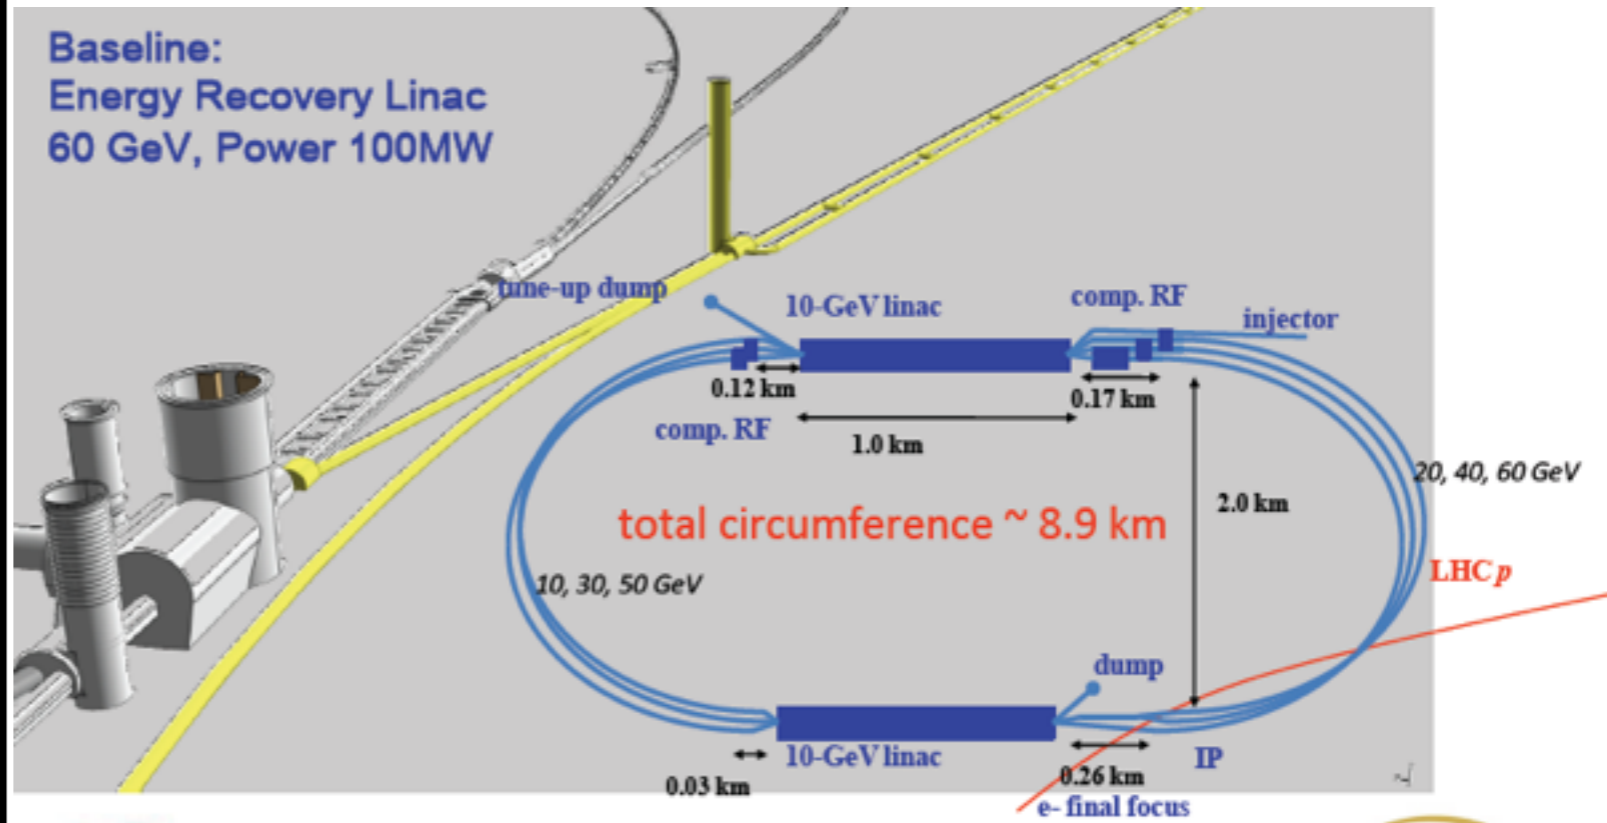 Baseline:
Energy Recovery Linac
60 GeV, Power 100MW
tune-up dump
10-GeV linac
comp. RF
injector
0.12 km
0.17 km
comp. RF
1.0 km
20, 40, 60 GeV
2.0 km
total circumference ~ 8.9 km
10, 30, 50 GeV
LHC p
dump
10-GeV linac
IP
0.03 km
0.26 km
e- final focus